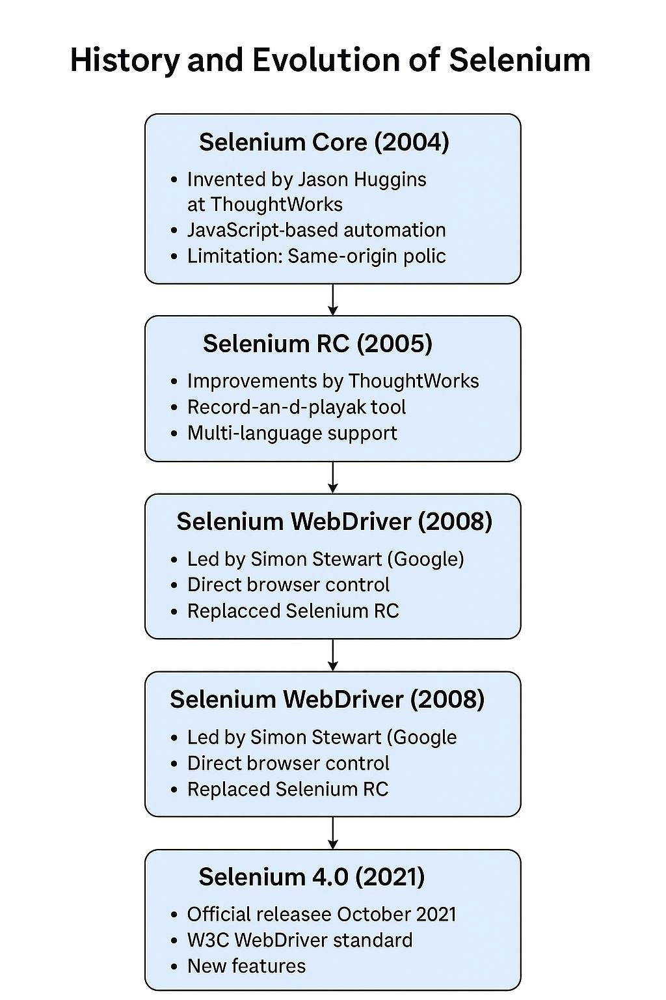 History and Evolution of Selenium
Selenium Core (2004)
• Invented by Jason Huggins
at ThoughtWorks
• JavaScript-based automation
• Limitation: Same-origin polic
Selenium RC (2005)
• Improvements by ThoughtWorks
• Record-an-d-playak tool
• Multi-language support
Selenium WebDriver (2008)
• Led by Simon Stewart (Google)
• Direct browser control
• Replacced Selenium RC
Selenium WebDriver (2008)
• Led by Simon Stewart (Google
• Direct browser control
• Replaced Selenium RC
Selenium 4.0 (2021)
• Official releasee October 2021
• W3C WebDriver standard
• New features